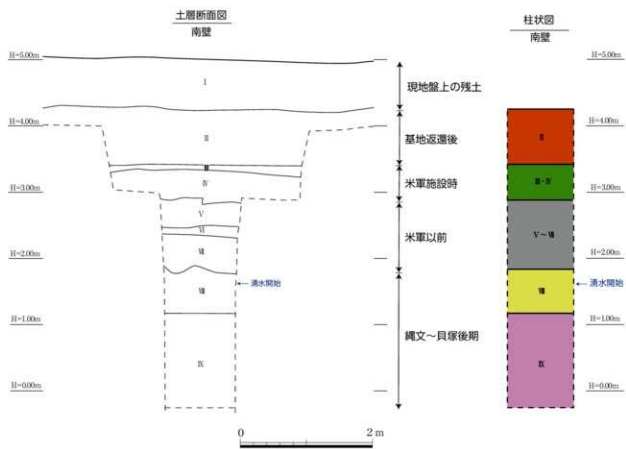 土層断面図
南壁
柱状図
南壁
H=5.00m
H=4.00m
H=3.00m
H=2.00m
H=1.00m
H=0.00m
I
II
III
IV
V
VI
VII
VIII
IX
湧水開始
現地盤上の残土
基地返還後
米軍施設時
米軍以前
縄文~貝塚後期
II
III・IV
V~VII
VIII
IX
湧水開始
H=5.00m
H=4.00m
H=3.00m
H=2.00m
H=1.00m
H=0.00m
0
2 m